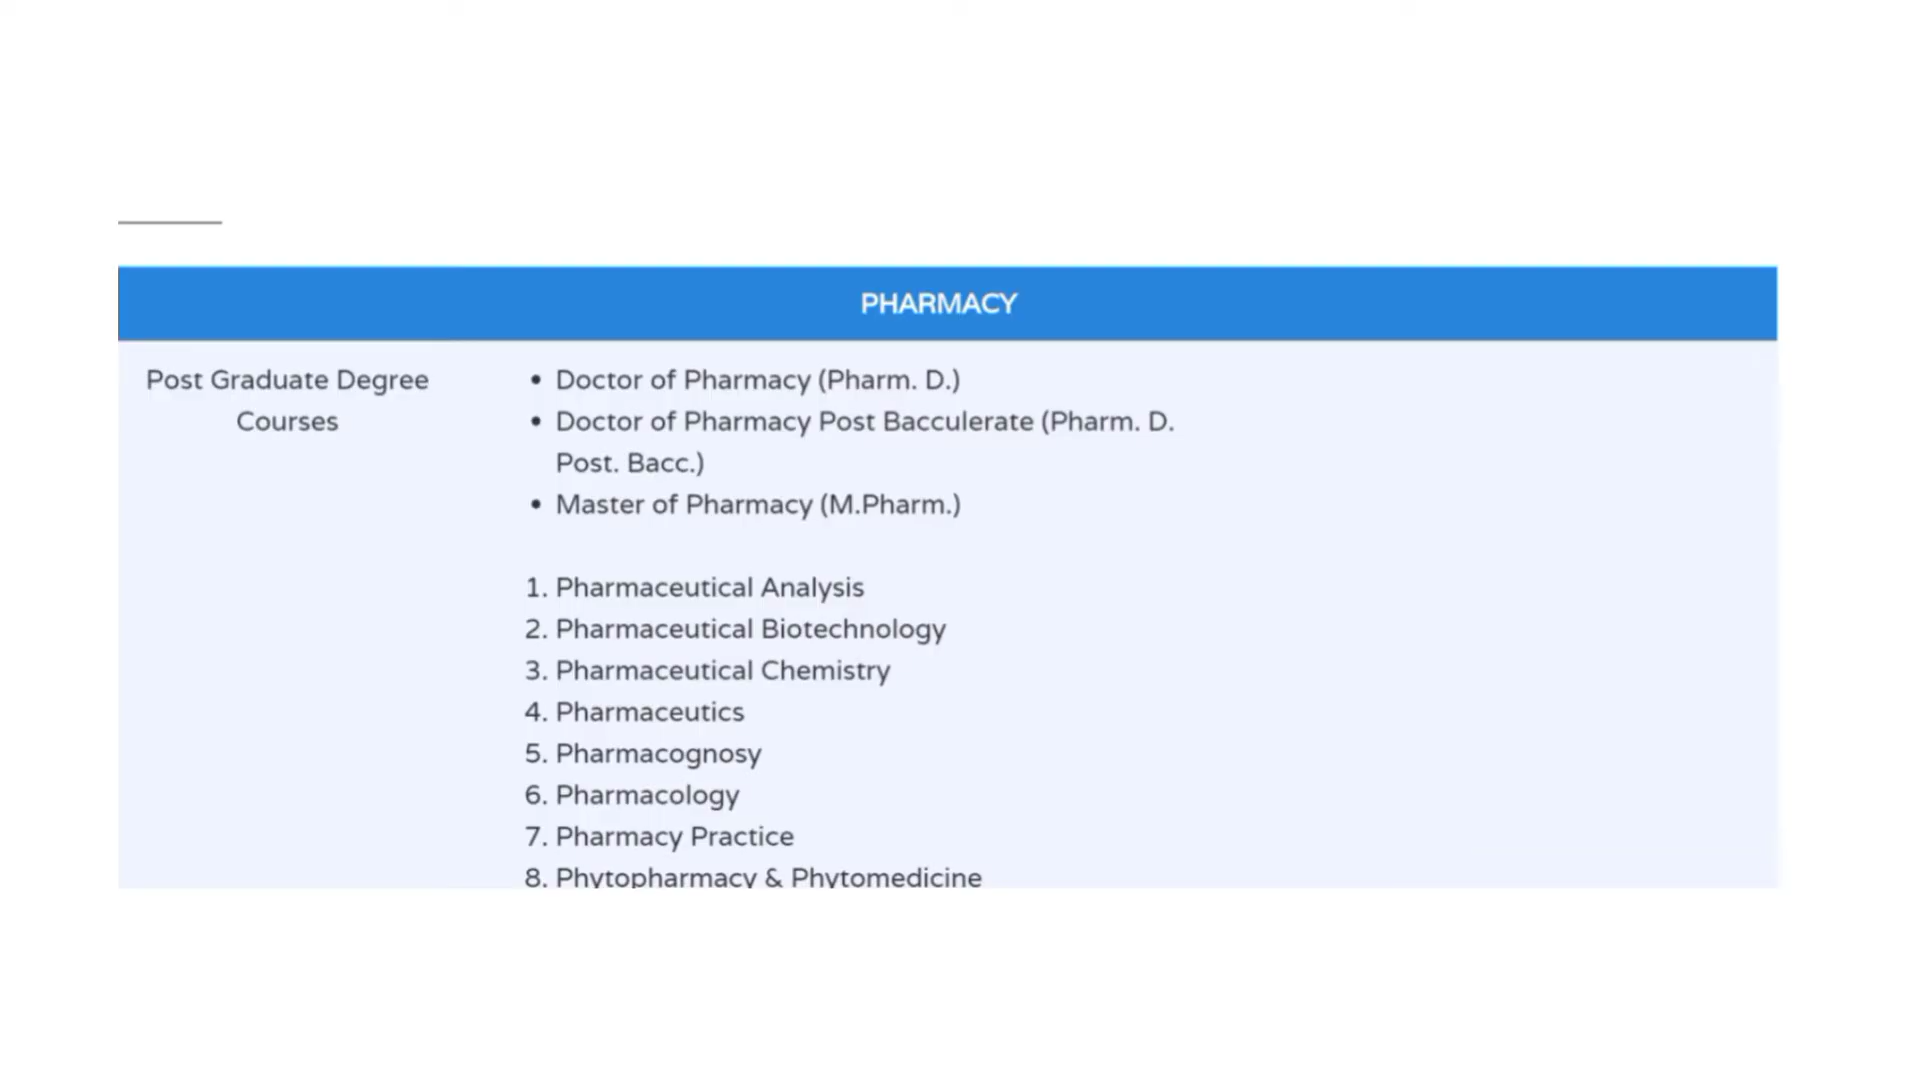 PHARMACY
Post Graduate Degree
Courses
• Doctor of Pharmacy (Pharm. D.)
• Doctor of Pharmacy Post Bacculerate (Pharm. D.
Post. Bacc.)
• Master of Pharmacy (M.Pharm.)
1. Pharmaceutical Analysis
2. Pharmaceutical Biotechnology
3. Pharmaceutical Chemistry
4. Pharmaceutics
5. Pharmacognosy
6. Pharmacology
7. Pharmacy Practice
8. Phytopharmacy & Phytomedicine